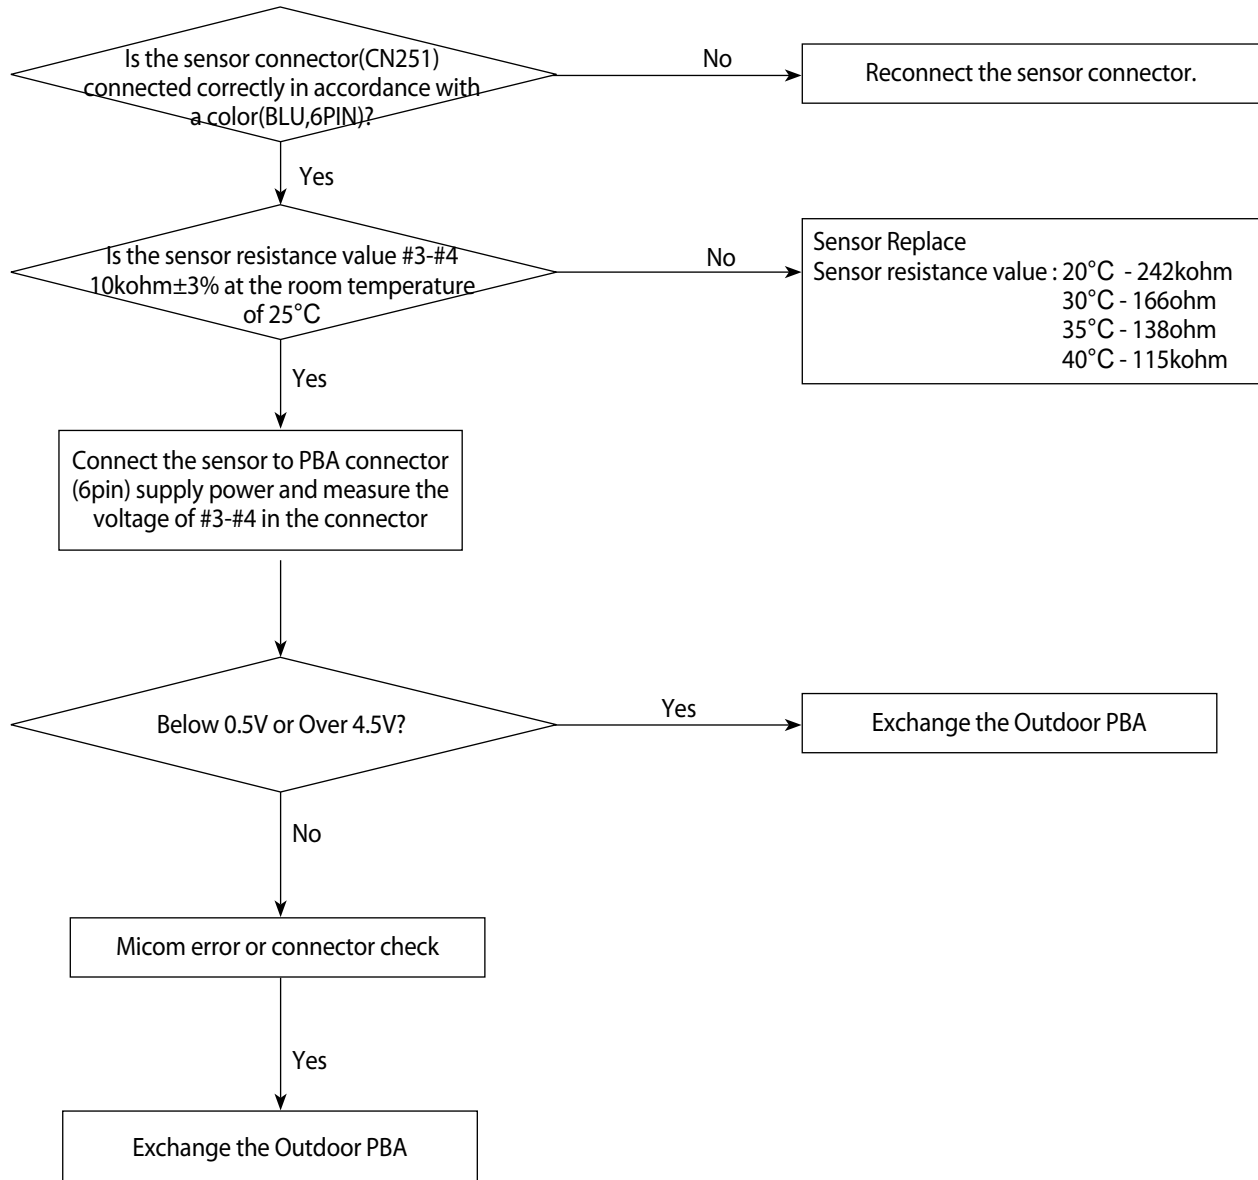 Is the sensor connector(CN251)
connected correctly in accordance with
a color(BLU,6PIN)?
No
Reconnect the sensor connector.
Yes
Is the sensor resistance value #3-#4
10kohm±3% at the room temperature
of 25°C
No
Sensor Replace
Sensor resistance value : 20°C - 242kohm
30°C - 166ohm
35°C - 138ohm
40°C - 115kohm
Yes
Connect the sensor to PBA connector
(6pin) supply power and measure the
voltage of #3-#4 in the connector
Below 0.5V or Over 4.5V?
Yes
Exchange the Outdoor PBA
No
Micom error or connector check
Yes
Exchange the Outdoor PBA